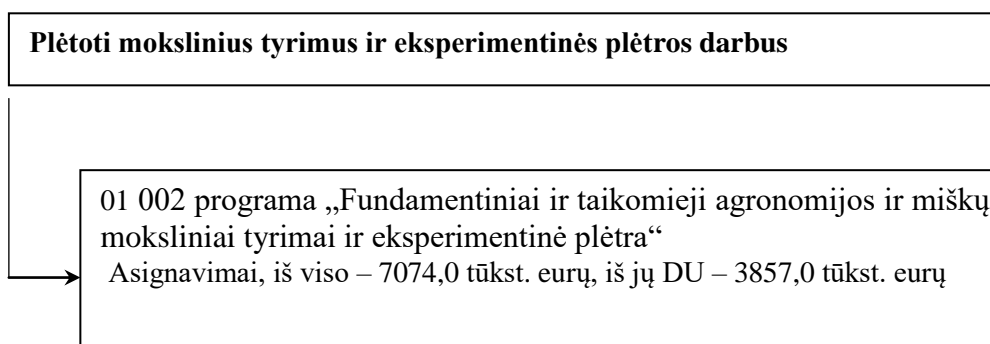 Plėtoti mokslinius tyrimus ir eksperimentinės plėtros darbus
01 002 programa „Fundamentiniai ir taikomieji agronomijos ir miškų
moksliniai tyrimai ir eksperimentinė plėtra“
Asignavimai, iš viso – 7074,0 tūkst. eurų, iš jų DU – 3857,0 tūkst. eurų